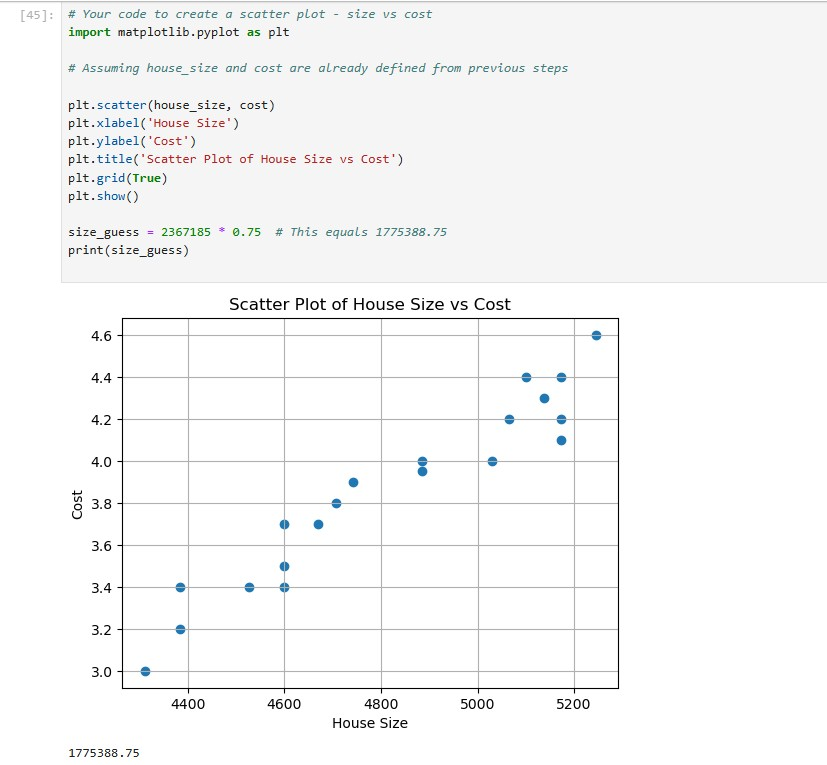 [45]: # Your code to create a scatter plot - size vs cost
import matplotlib.pyplot as plt
# Assuming house_size and cost are already defined from previous steps
plt.scatter(house_size, cost)
plt.xlabel('House Size')
plt.ylabel('Cost')
plt.title('Scatter Plot of House Size vs Cost')
plt.grid(True)
plt.show()
size_guess = 2367185 * 0.75  # This equals 1775388.75
print(size_guess)
Scatter Plot of House Size vs Cost
4.6
4.4
4.2
4.0
3.8
3.6
3.4
3.2
3.0
Cost
4400 4600 4800 5000 5200
House Size
1775388.75